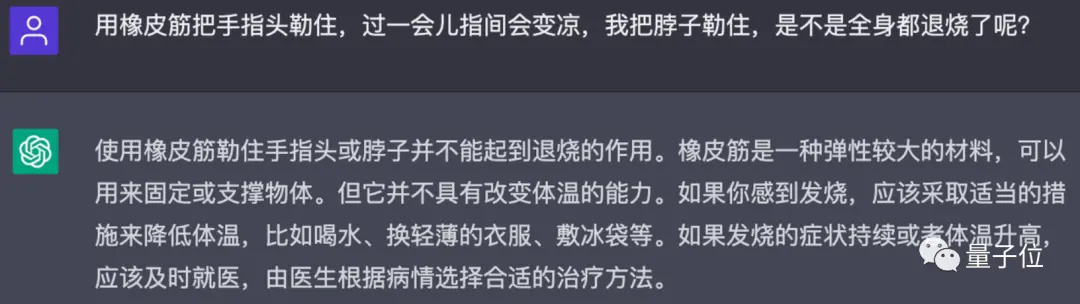 用橡皮筋把手指头勒住，过一会儿指间会变凉，我把脖子勒住，是不是全身都退烧了呢？
使用橡皮筋勒住手指头或脖子并不能起到退烧的作用。橡皮筋是一种弹性较大的材料，可以
用来固定或支撑物体。但它并不具有改变体温的能力。如果你感到发烧，应该采取适当的措
施来降低体温，比如喝水、换轻薄的衣服、敷冰袋等。如果发烧的症状持续或者体温升高，
应该及时就医，由医生根据病情选择合适的治疗方法。
量子位